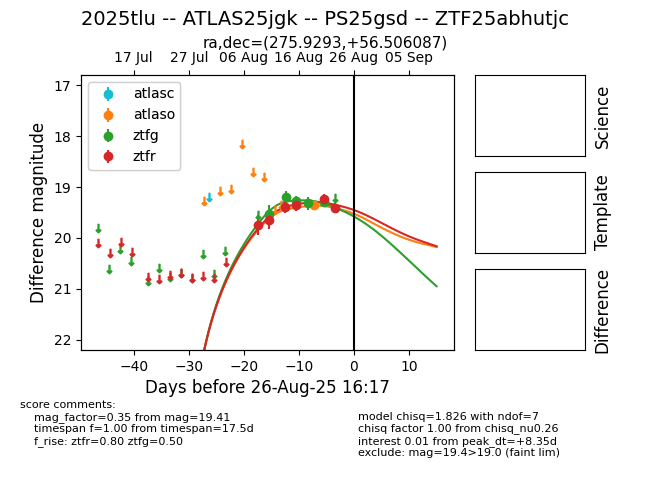 2025tlu -- ATLAS25jgk -- PS25gsd -- ZTF25abhutjc
ra,dec=(275.9293,+56.506087)
17 Jul 27 Jul 06 Aug 16 Aug 26 Aug 05 Sep
atlasc
atlaso
ztfg
ztfr
17
18
19
20
21
22
Difference magnitude
−40 −30 −20 −10 0 10
Days before 26-Aug-25 16:17
Science
Template
Difference
score comments:
mag_factor=0.35 from mag=19.41
timespan f=1.00 from timespan=17.5d
f_rise: ztfr=0.80 ztfg=0.50
model chisq=1.826 with ndof=7
chisq factor 1.00 from chisq_nu0.26
interest 0.01 from peak_dt=+8.35d
exclude: mag=19.4>19.0 (faint lim)